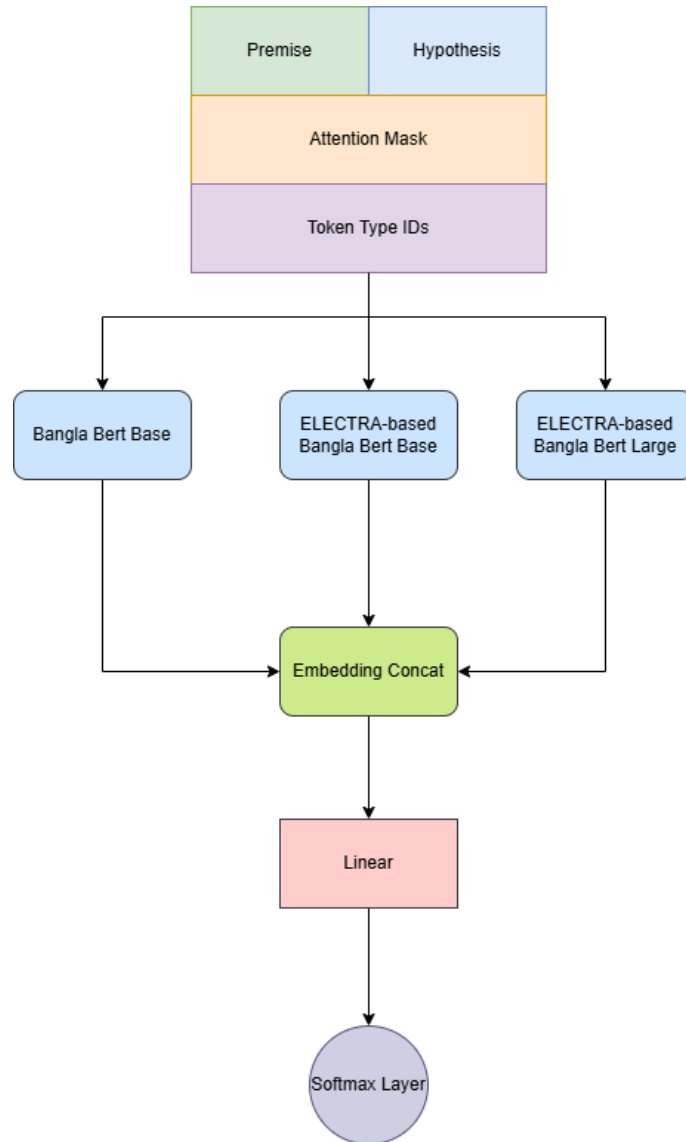 Premise
Hypothesis
Attention Mask
Token Type IDs
Bangla Bert Base
ELECTRA-based
Bangla Bert Base
ELECTRA-based
Bangla Bert Large
Embedding Concat
Linear
Softmax Layer